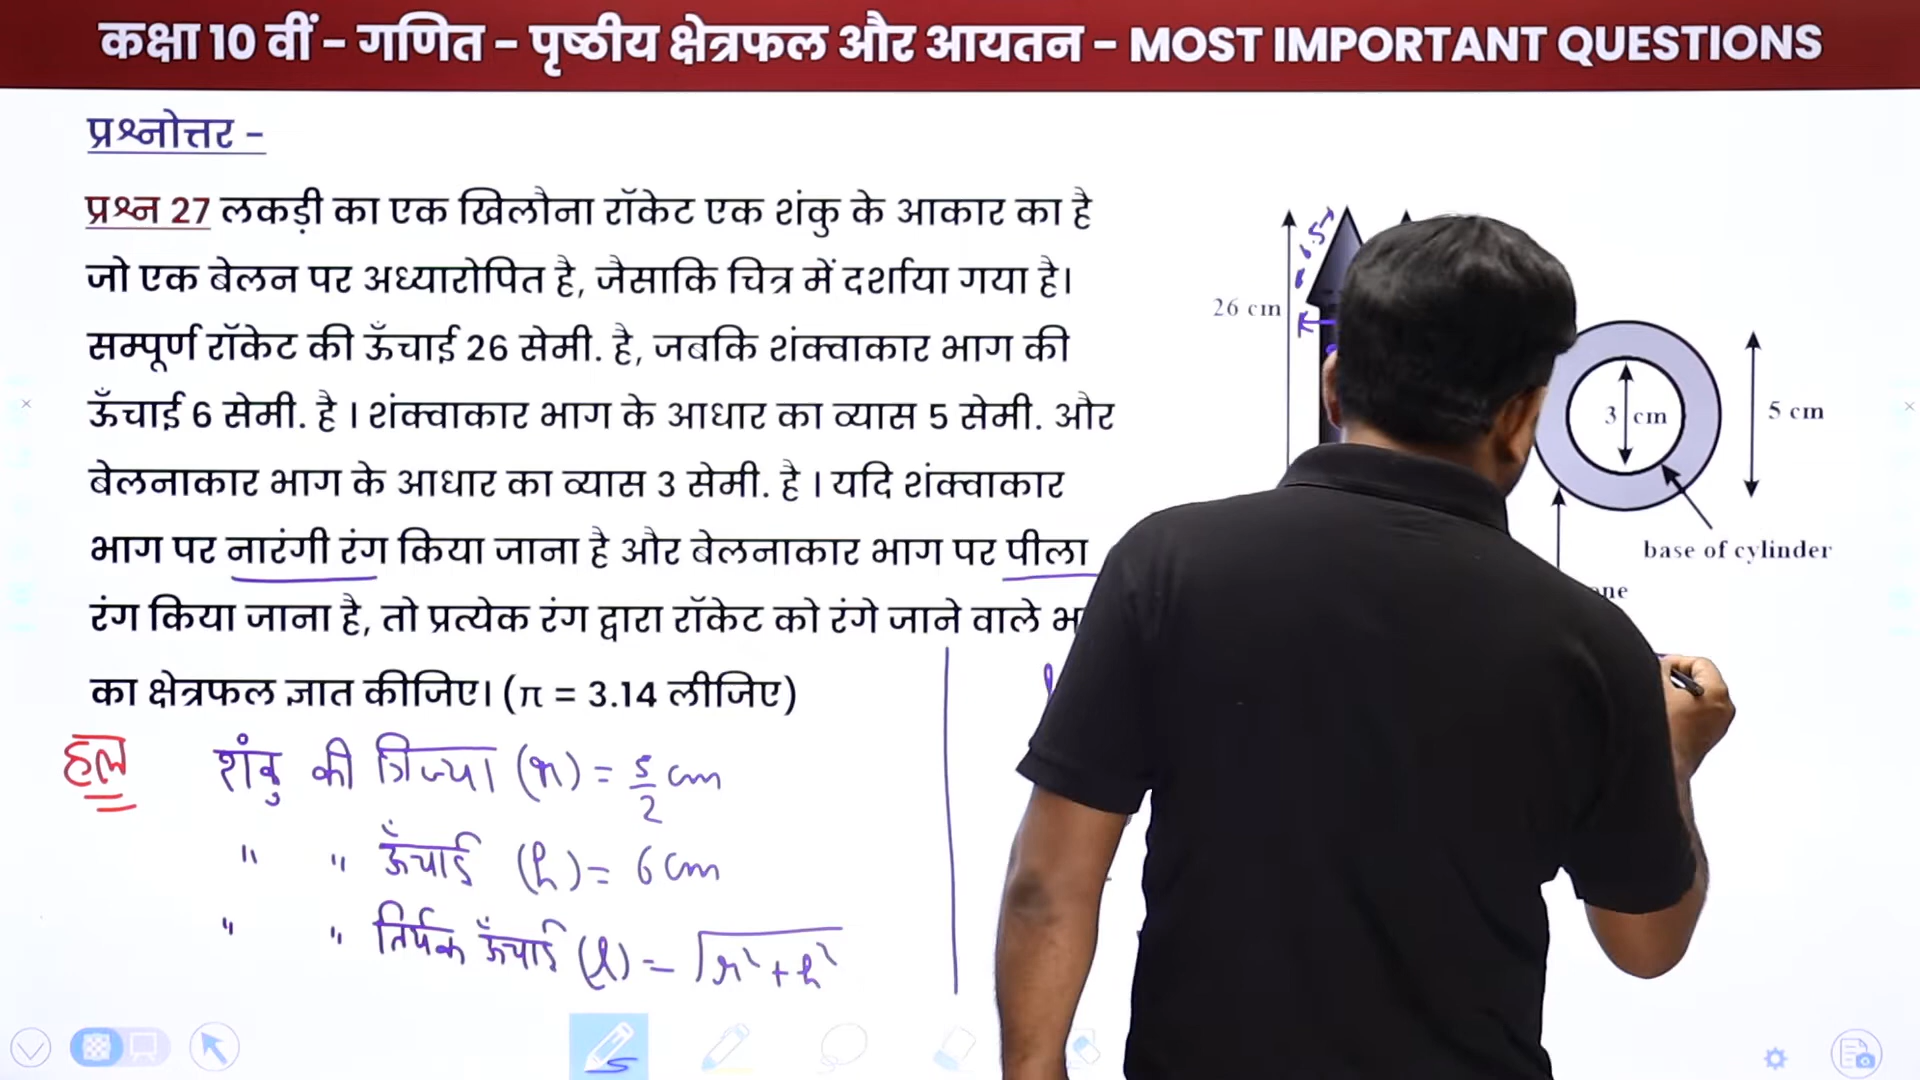 कक्षा 10 वीं – गणित – पृष्ठीय क्षेत्रफल और आयतन – MOST IMPORTANT QUESTIONS
प्रश्नोत्तर –
प्रश्न 27 लकड़ी का एक खिलौना रॉकेट एक शंकु के आकार का है
जो एक बेलन पर अध्यारोपित है, जैसाकि चित्र में दर्शाया गया है।
सम्पूर्ण रॉकेट की ऊँचाई 26 सेमी. है, जबकि शंक्वाकार भाग की
ऊँचाई 6 सेमी. है । शंक्वाकार भाग के आधार का व्यास 5 सेमी. और
बेलनाकार भाग के आधार का व्यास 3 सेमी. है । यदि शंक्वाकार
भाग पर नारंगी रंग किया जाना है और बेलनाकार भाग पर पीला
रंग किया जाना है, तो प्रत्येक रंग द्वारा रॉकेट को रंगे जाने वाले
का क्षेत्रफल ज्ञात कीजिए। (π = 3.14 लीजिए)
6.5
26 cm
3 cm
5 cm
base of cylinder
हल
शंकु की त्रिज्या (r) = 5/2 cm
" " ऊँचाई (h) = 6 cm
" " तिर्यक ऊँचाई (l) = √r²+h²